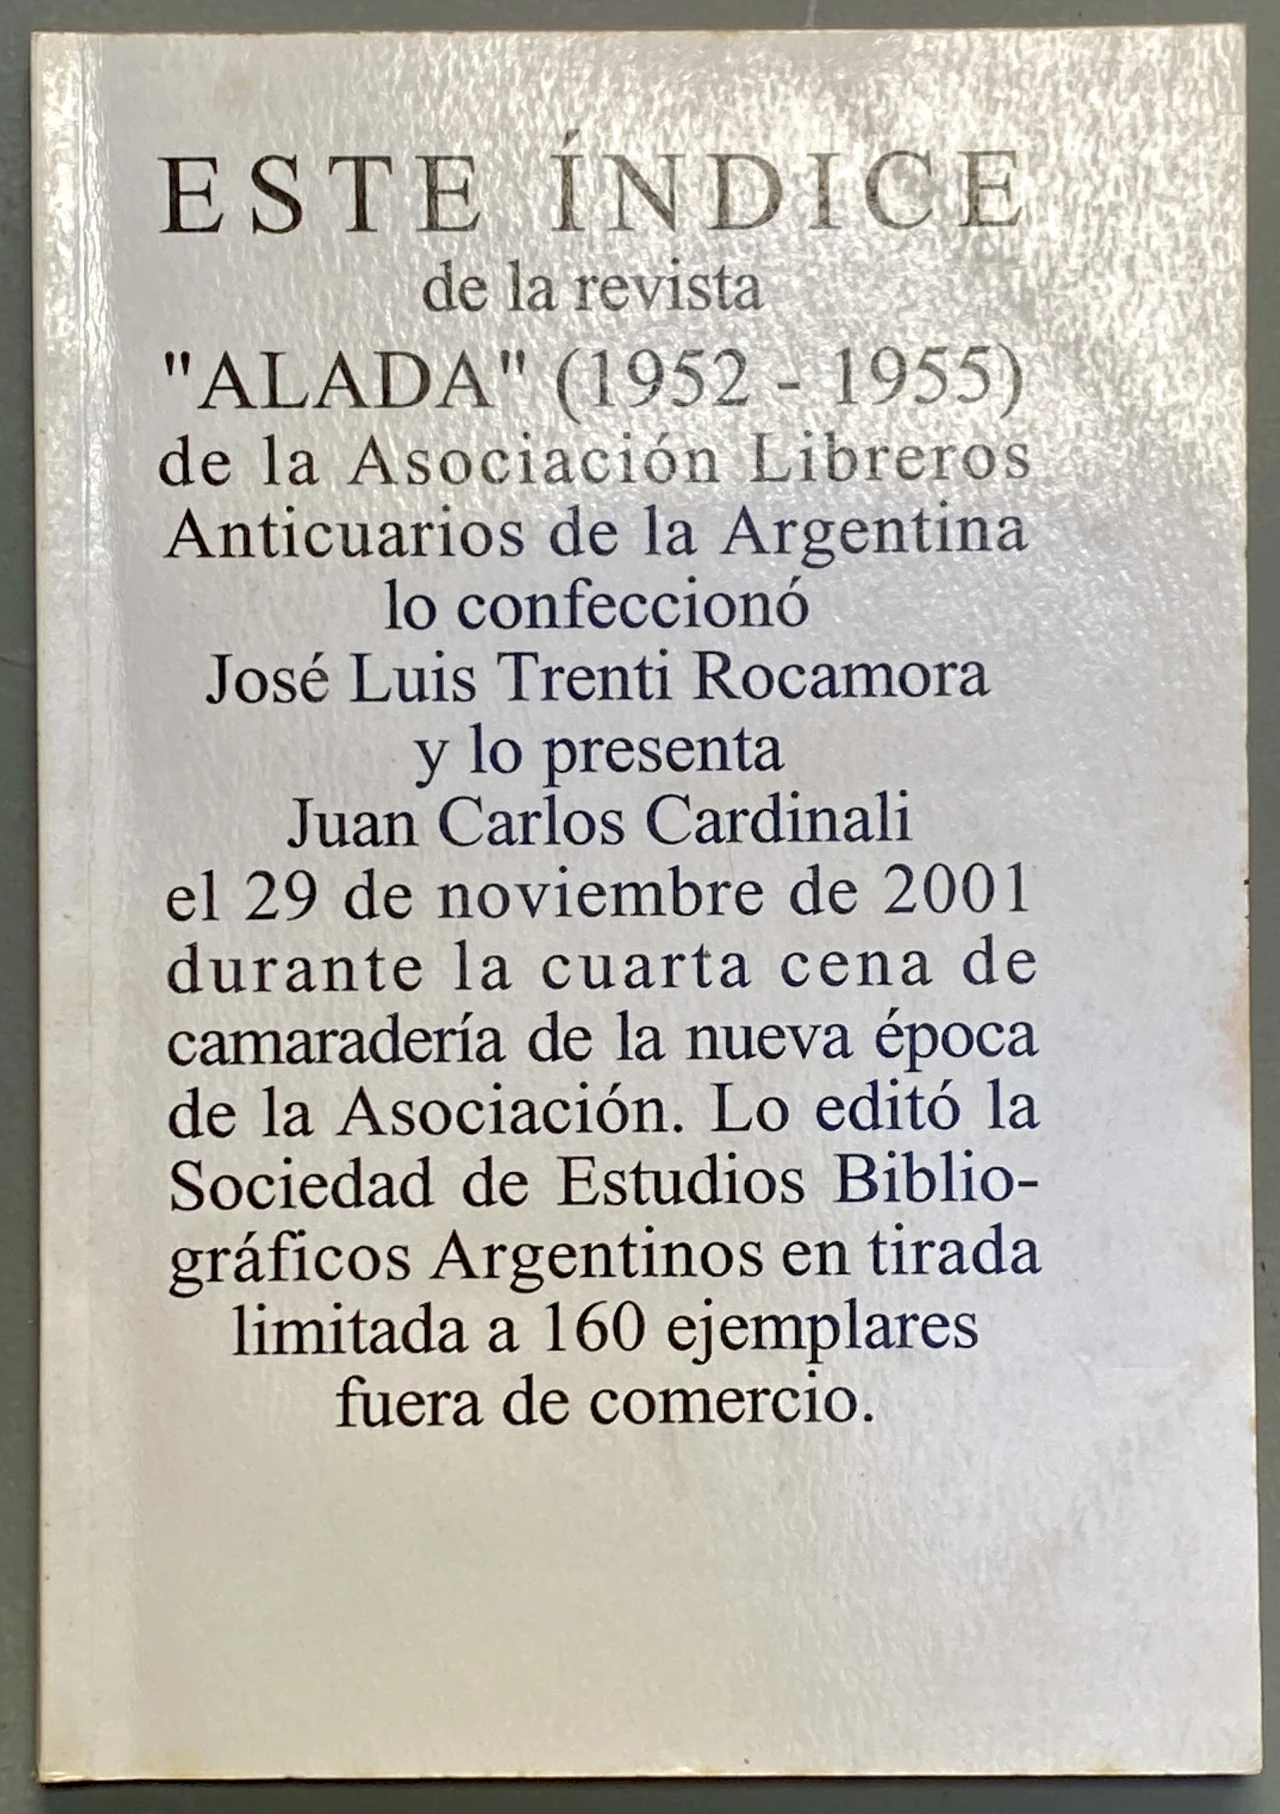 ESTE ÍNDICE
de la revista
"ALADA" (1952 - 1955)
de la Asociación Libreros
Anticuarios de la Argentina
lo confeccionó
José Luis Trenti Rocamora
y lo presenta
Juan Carlos Cardinali
el 29 de noviembre de 2001
durante la cuarta cena de
camaradería de la nueva época
de la Asociación. Lo editó la
Sociedad de Estudios Biblio-
gráficos Argentinos en tirada
limitada a 160 ejemplares
fuera de comercio.